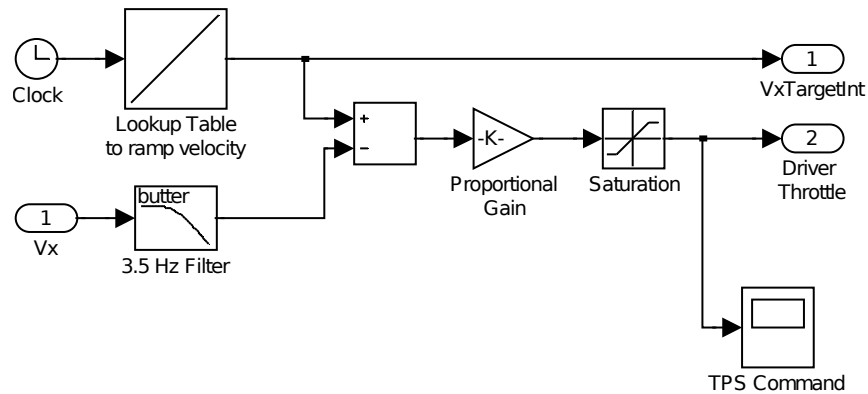 Clock
Lookup Table
to ramp velocity
1
VxTargetInt
+
−
-K-
Proportional
Gain
Saturation
2
Driver
Throttle
1
Vx
butter
3.5 Hz Filter
TPS Command